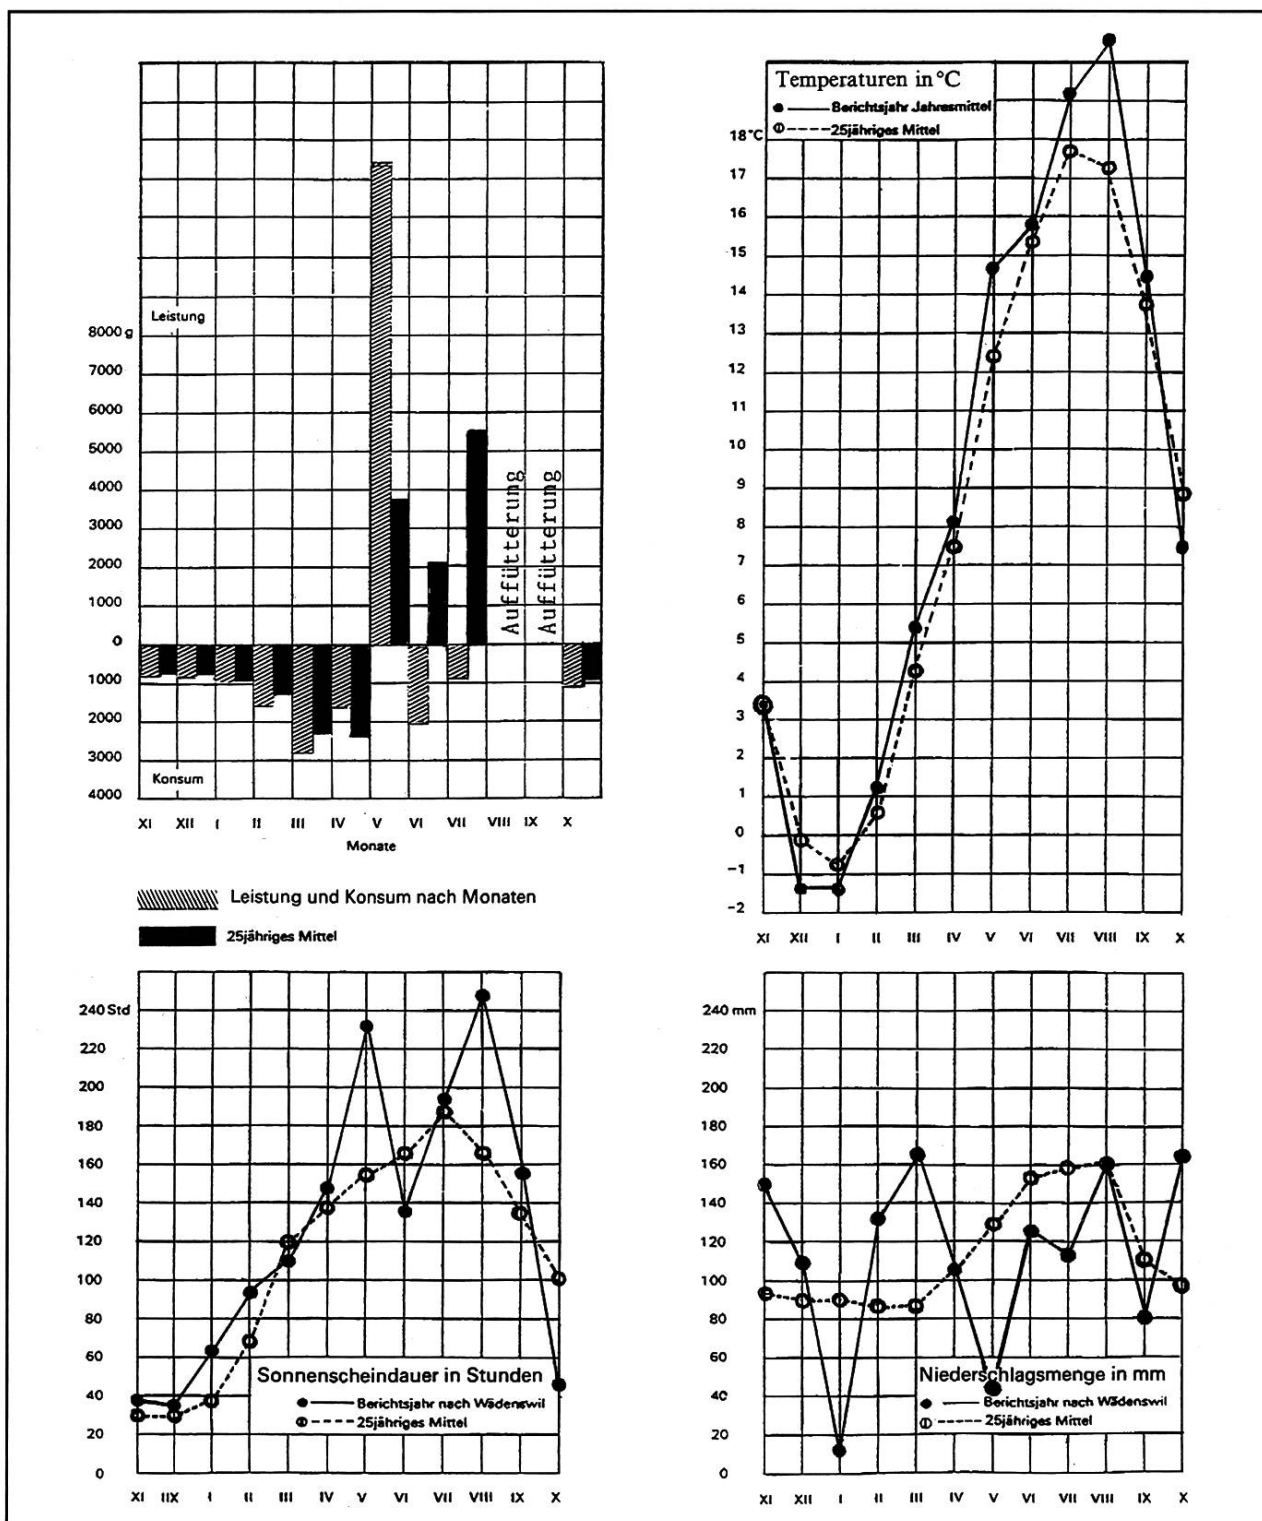 Leistung
8000 g
7000
6000
5000
4000
3000
2000
1000
0
1000
2000
3000
4000
Konsum
Auffütterung
Auffütterung
XI XII I II III IV V VI VII VIII IX X
Monate
Leistung und Konsum nach Monaten
25jähriges Mittel
Temperaturen in °C
Berichtsjahr Jahresmittel
25jähriges Mittel
18 °C
17
16
15
14
13
12
11
10
9
8
7
6
5
4
3
2
1
0
-1
-2
XI XII I II III IV V VI VII VIII IX X
240 Std
220
200
180
160
140
120
100
80
60
40
20
0
Sonnenscheindauer in Stunden
Berichtsjahr nach Wädenswil
25jähriges Mittel
XI IIX I II III IV V VI VII VIII IX X
240 mm
220
200
180
160
140
120
100
80
60
40
20
0
Niederschlagsmenge in mm
Berichtsjahr nach Wädenswil
25jähriges Mittel
XI XII I II III IV V VI VII VIII IX X